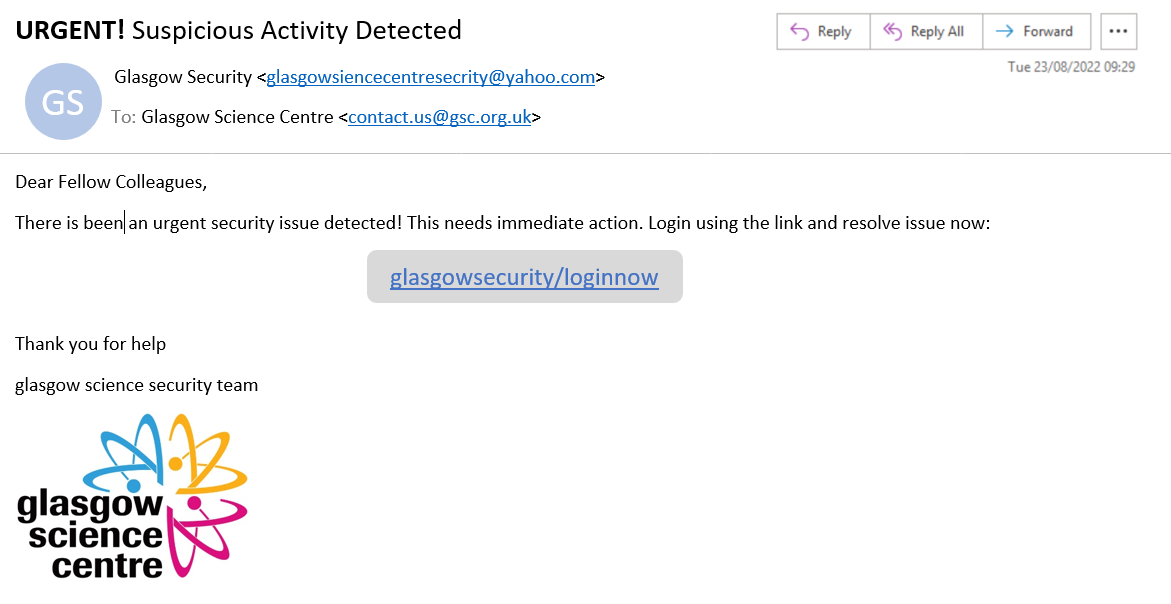 URGENT! Suspicious Activity Detected
Reply Reply All Forward ...
Tue 23/08/2022 09:29
GS
Glasgow Security <glasgowsiencecentresecrity@yahoo.com>
To: Glasgow Science Centre <contact.us@gsc.org.uk>
Dear Fellow Colleagues,
There is been an urgent security issue detected! This needs immediate action. Login using the link and resolve issue now:
glasgowsecurity/loginnow
Thank you for help
glasgow science security team
glasgow
science
centre